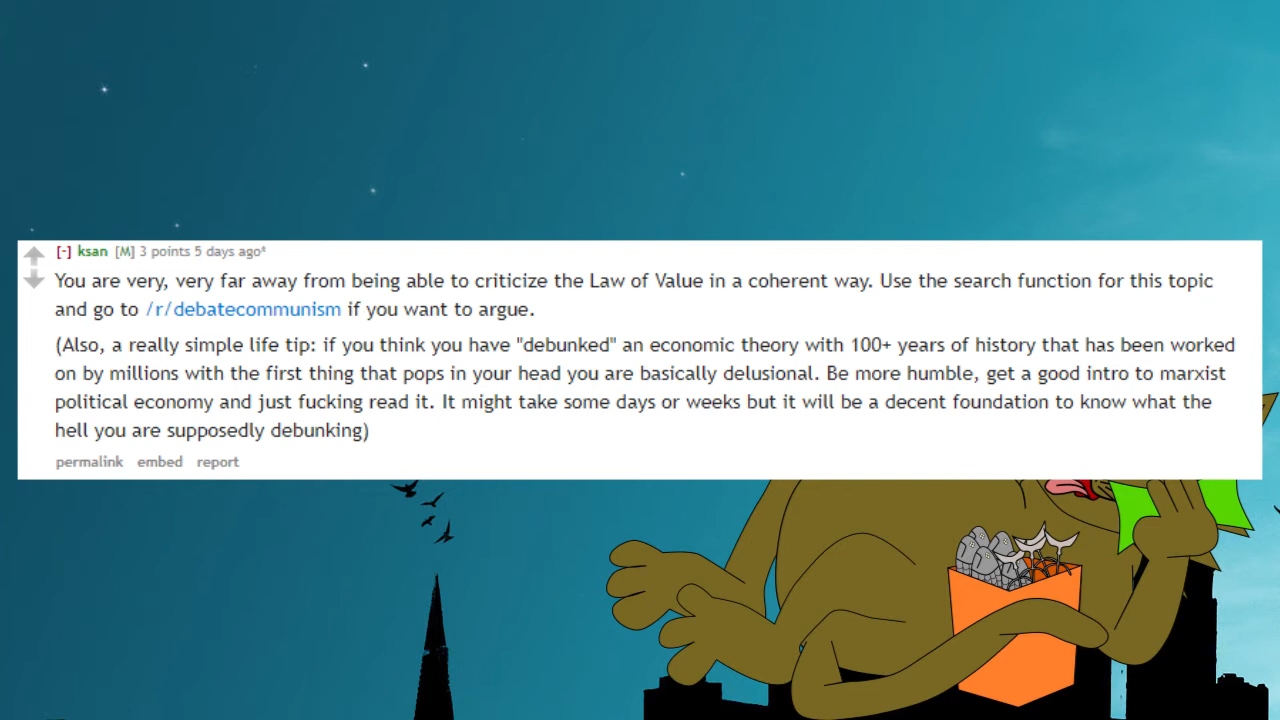 [-] ksan [M] 3 points 5 days ago*
You are very, very far away from being able to criticize the Law of Value in a coherent way. Use the search function for this topic
and go to /r/debatecommunism if you want to argue.
(Also, a really simple life tip: if you think you have "debunked" an economic theory with 100+ years of history that has been worked
on by millions with the first thing that pops in your head you are basically delusional. Be more humble, get a good intro to marxist
political economy and just fucking read it. It might take some days or weeks but it will be a decent foundation to know what the
hell you are supposedly debunking)
permalink embed report